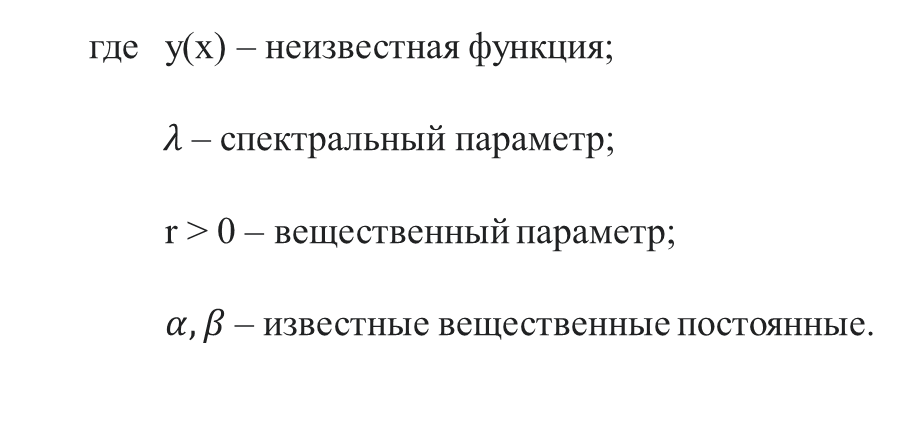 где y(x) – неизвестная функция;
λ – спектральный параметр;
r > 0 – вещественный параметр;
α, β – известные вещественные постоянные.